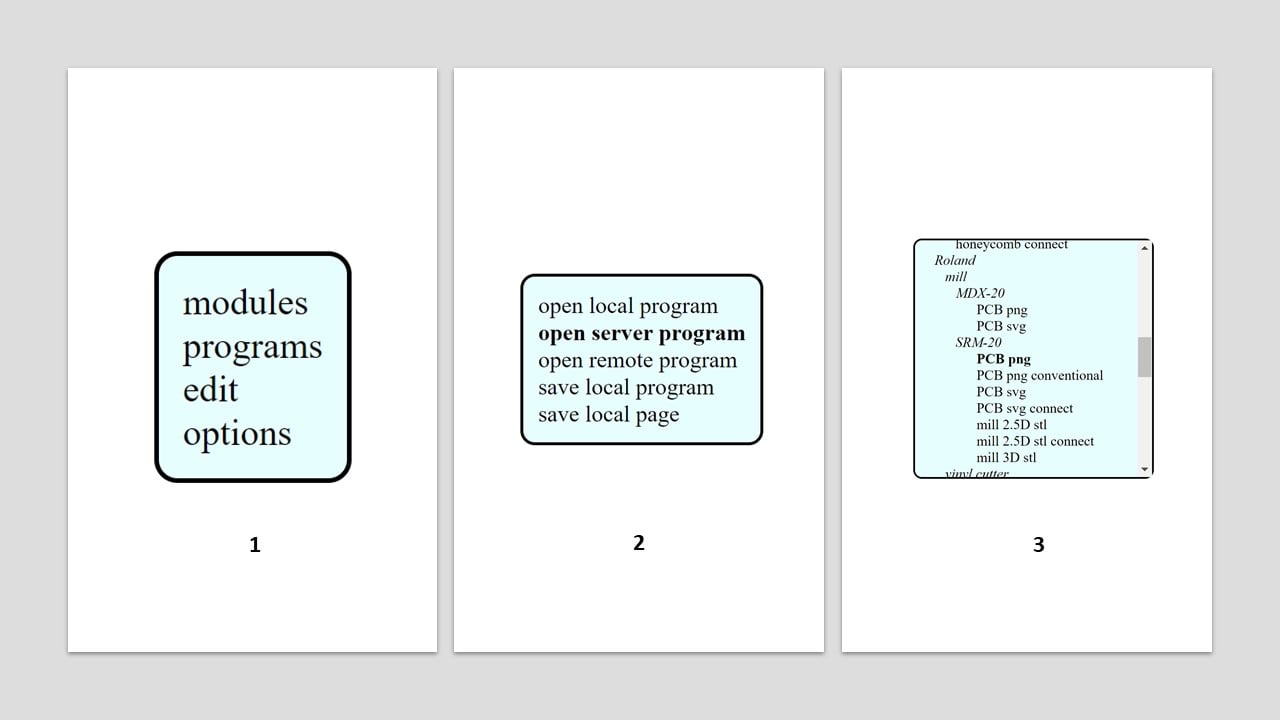 modules
programs
edit
options
1
open local program
open server program
open remote program
save local program
save local page
2
honeycomb connect
Roland
mill
MDX-20
PCB png
PCB svg
SRM-20
PCB png
PCB png conventional
PCB svg
PCB svg connect
mill 2.5D stl
mill 2.5D stl connect
mill 3D stl
vinyl cutter
3